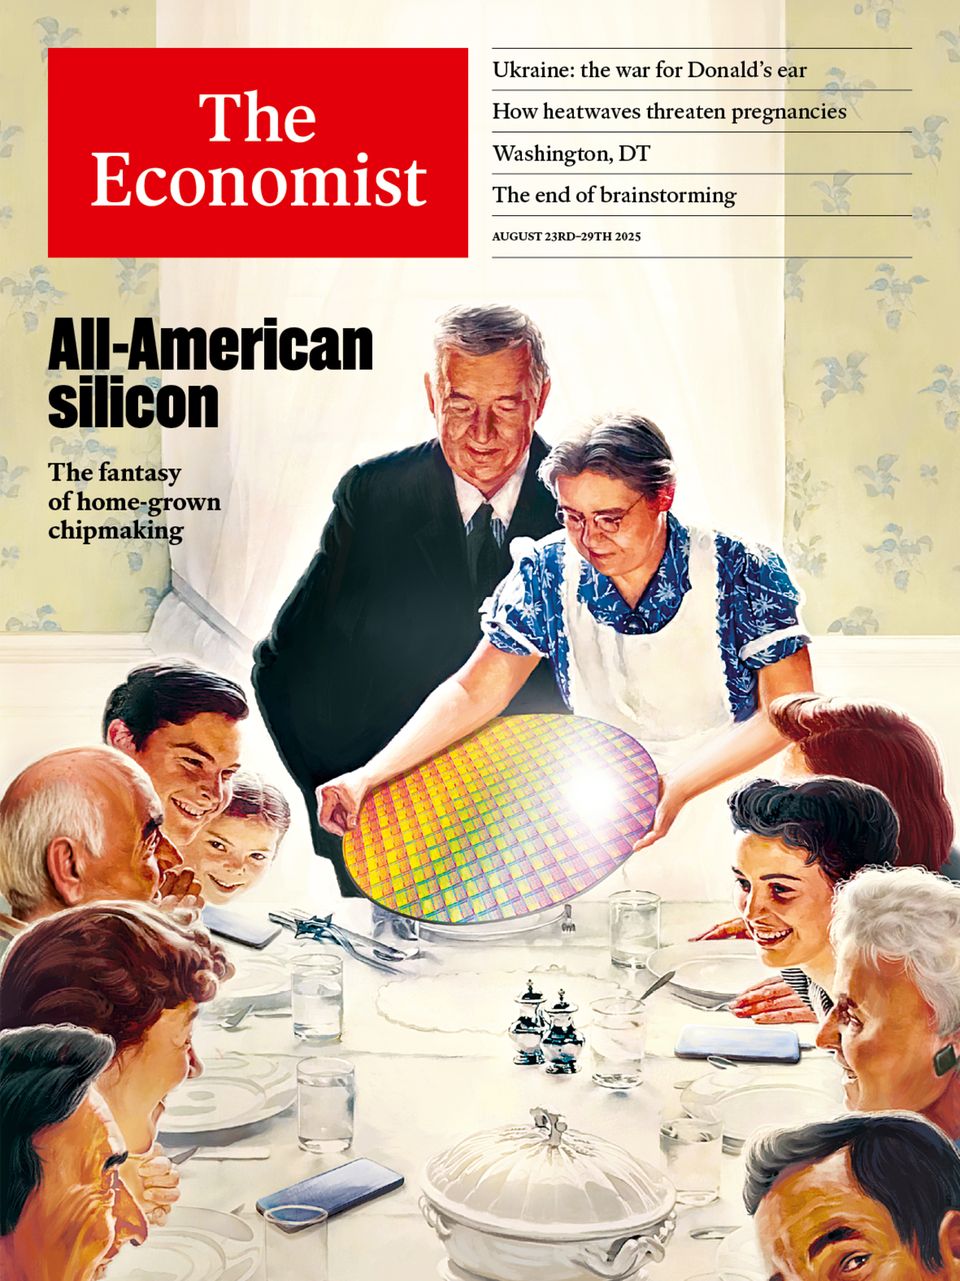 The
Economist
Ukraine: the war for Donald’s ear
How heatwaves threaten pregnancies
Washington, DT
The end of brainstorming
AUGUST 23RD–29TH 2025
All-American
silicon
The fantasy
of home-grown
chipmaking